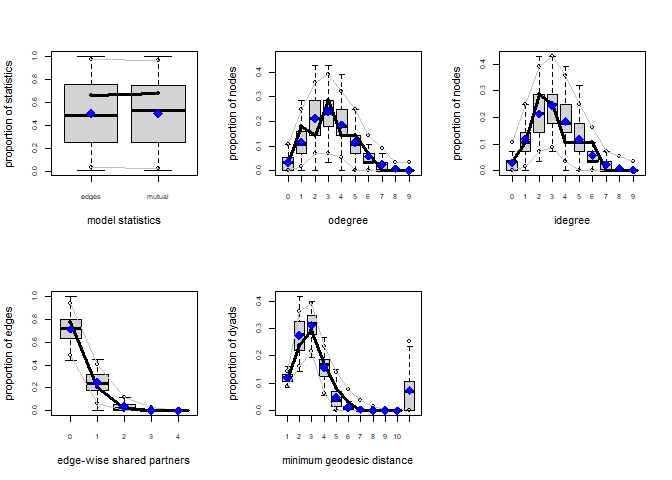 proportion of statistics
0.0 0.2 0.4 0.6 0.8 1.0
edges mutual
model statistics
proportion of nodes
0.0 0.1 0.2 0.3 0.4
0 1 2 3 4 5 6 7 8 9
odegree
proportion of nodes
0.0 0.1 0.2 0.3 0.4
0 1 2 3 4 5 6 7 8 9
idegree
proportion of edges
0.0 0.2 0.4 0.6 0.8 1.0
0 1 2 3 4
edge-wise shared partners
proportion of dyads
0.0 0.1 0.2 0.3 0.4
1 2 3 4 5 6 7 8 9 10
minimum geodesic distance